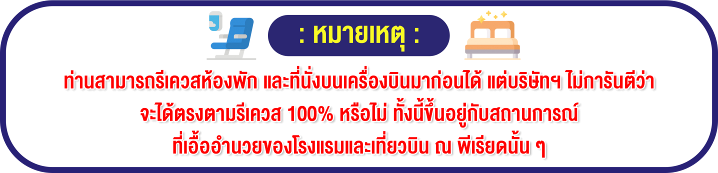 : หมายเหตุ :
ท่านสามารถรีเควสห้องพัก และที่นั่งบนเครื่องบินมาก่อนได้ แต่บริษัทฯ ไม่การันตีว่า
จะได้ตรงตามรีเควส 100% หรือไม่ ทั้งนี้ขึ้นอยู่กับสถานการณ์
ที่เอื้ออำนวยของโรงแรมและเที่ยวบิน ณ พีเรียดนั้น ๆ